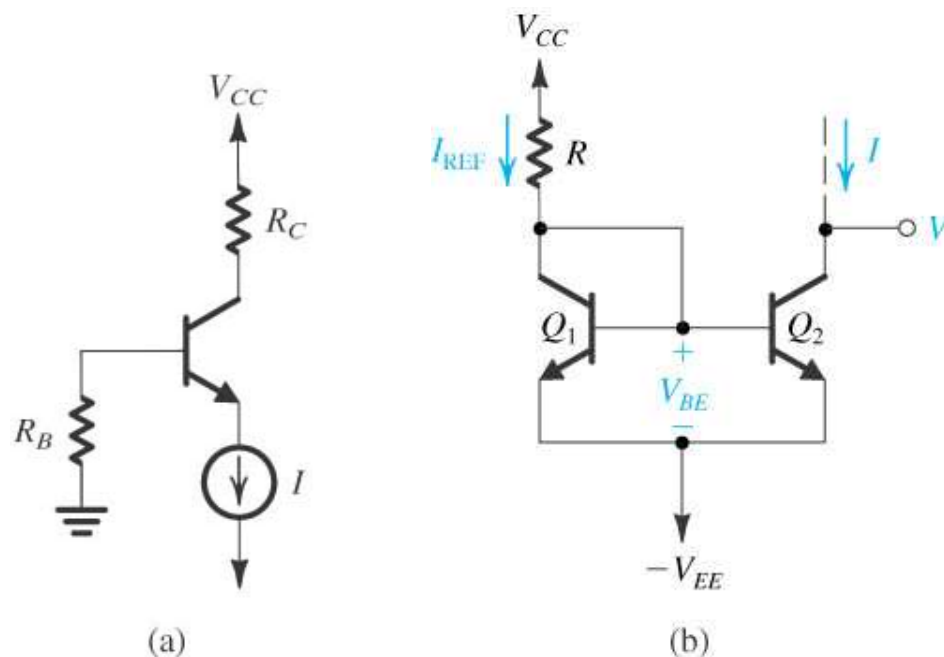 V_CC
R_C
R_B
I
(a)
V_CC
I_REF
R
I
V
Q_1
Q_2
+
V_BE
−
−V_EE
(b)